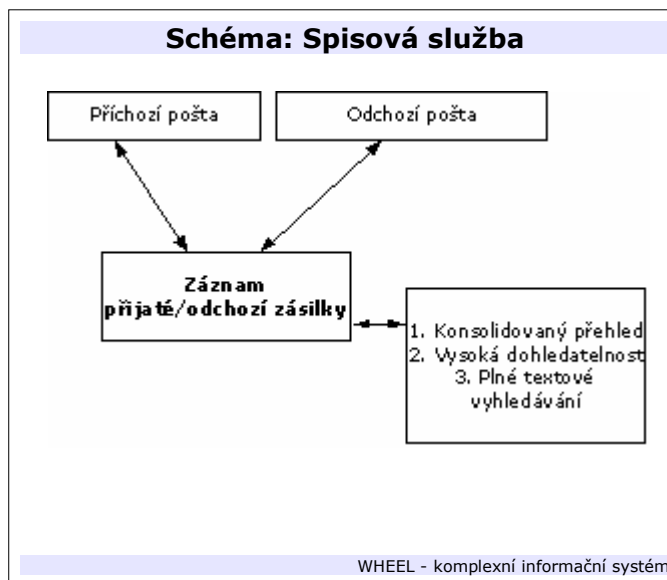 Schéma: Spisová služba
Příchozí pošta
Odchozí pošta
Záznam
přijaté/odchozí zásilky
1. Konsolidovaný přehled
2. Vysoká dohledatelnost
3. Plné textové
vyhledávání
WHEEL - komplexní informační systém